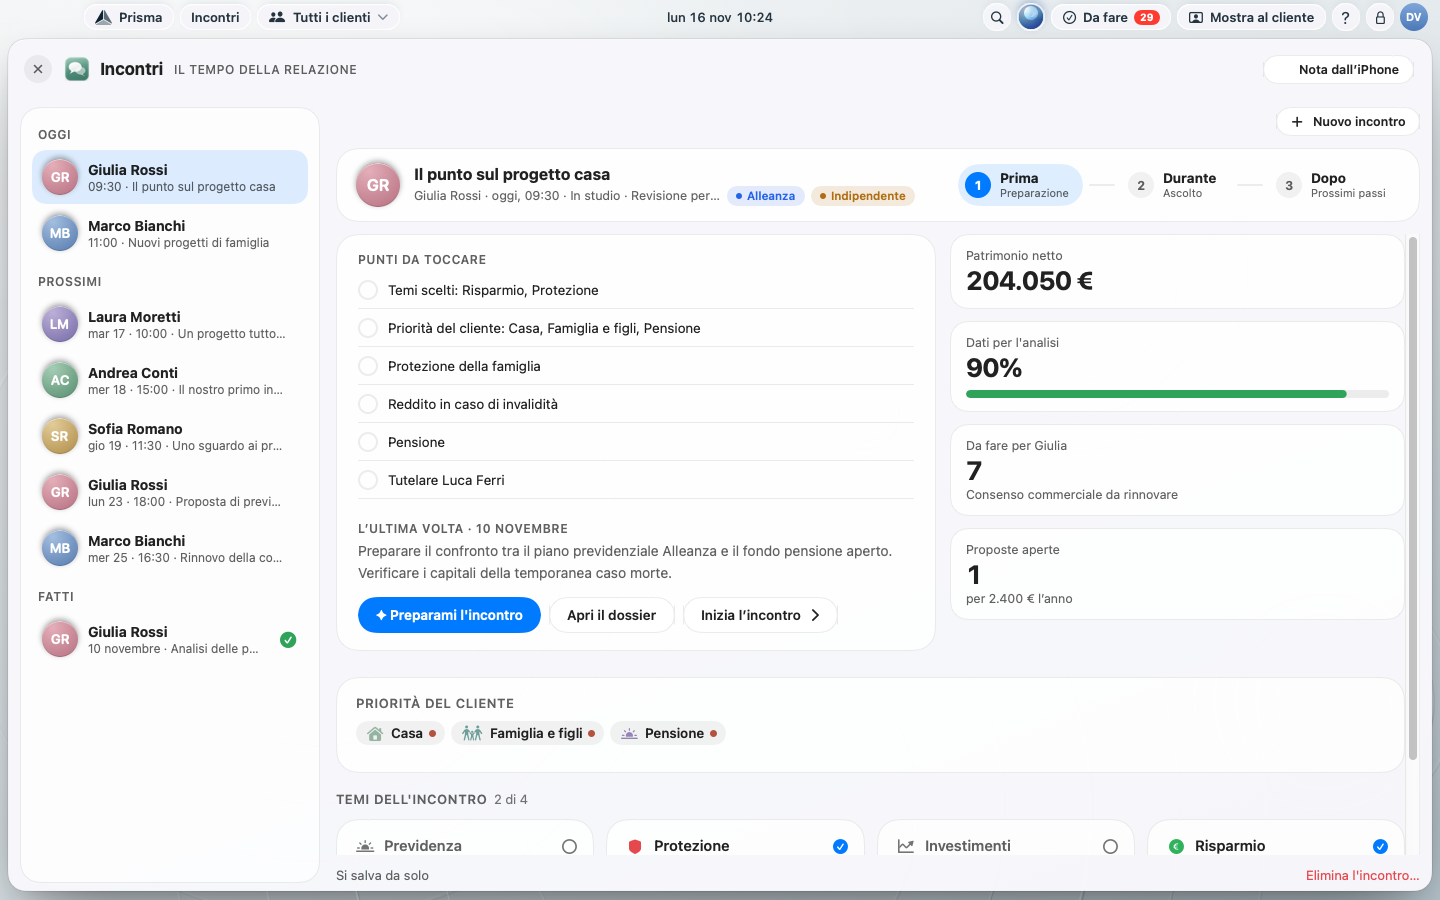 Prisma
Incontri
Tutti i clienti
lun 16 nov 10:24
Da fare 29
Mostra al cliente
?
DV
Incontri IL TEMPO DELLA RELAZIONE
Nota dall’iPhone
Nuovo incontro
OGGI
GR
Giulia Rossi
09:30 · Il punto sul progetto casa
MB
Marco Bianchi
11:00 · Nuovi progetti di famiglia
PROSSIMI
LM
Laura Moretti
mar 17 · 10:00 · Un progetto tutto…
AC
Andrea Conti
mer 18 · 15:00 · Il nostro primo in…
SR
Sofia Romano
gio 19 · 11:30 · Uno sguardo ai pr…
GR
Giulia Rossi
lun 23 · 18:00 · Proposta di previ…
MB
Marco Bianchi
mer 25 · 16:30 · Rinnovo della co…
FATTI
GR
Giulia Rossi
10 novembre · Analisi delle p…
GR
Il punto sul progetto casa
Giulia Rossi · oggi, 09:30 · In studio · Revisione per…
Alleanza
Indipendente
1
Prima
Preparazione
2
Durante
Ascolto
3
Dopo
Prossimi passi
PUNTI DA TOCCARE
Temi scelti: Risparmio, Protezione
Priorità del cliente: Casa, Famiglia e figli, Pensione
Protezione della famiglia
Reddito in caso di invalidità
Pensione
Tutelare Luca Ferri
L’ULTIMA VOLTA · 10 NOVEMBRE
Preparare il confronto tra il piano previdenziale Alleanza e il fondo pensione aperto.
Verificare i capitali della temporanea caso morte.
Preparami l'incontro
Apri il dossier
Inizia l’incontro
Patrimonio netto
204.050 €
Dati per l'analisi
90%
Da fare per Giulia
7
Consenso commerciale da rinnovare
Proposte aperte
1
per 2.400 € l’anno
PRIORITÀ DEL CLIENTE
Casa
Famiglia e figli
Pensione
TEMI DELL'INCONTRO 2 di 4
Previdenza
Protezione
Investimenti
€
Risparmio
Si salva da solo
Elimina l'incontro…